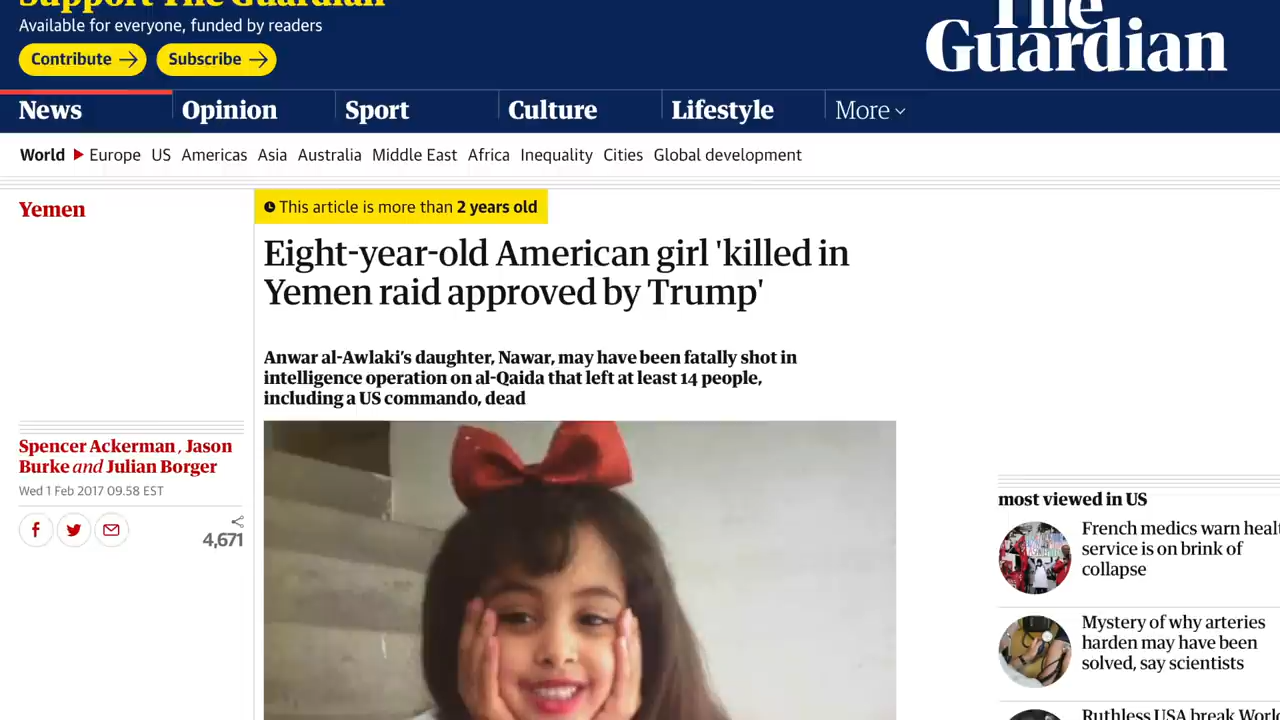 Support The Guardian
Available for everyone, funded by readers
Contribute
Subscribe
The
Guardian
News
Opinion
Sport
Culture
Lifestyle
More
World
Europe
US
Americas
Asia
Australia
Middle East
Africa
Inequality
Cities
Global development
Yemen
This article is more than 2 years old
Eight-year-old American girl 'killed in
Yemen raid approved by Trump'
Anwar al-Awlaki's daughter, Nawar, may have been fatally shot in
intelligence operation on al-Qaida that left at least 14 people,
including a US commando, dead
Spencer Ackerman, Jason
Burke and Julian Borger
Wed 1 Feb 2017 09.58 EST
4,671
most viewed in US
French medics warn healt
service is on brink of
collapse
Mystery of why arteries
harden may have been
solved, say scientists
Ruthless USA break Worl